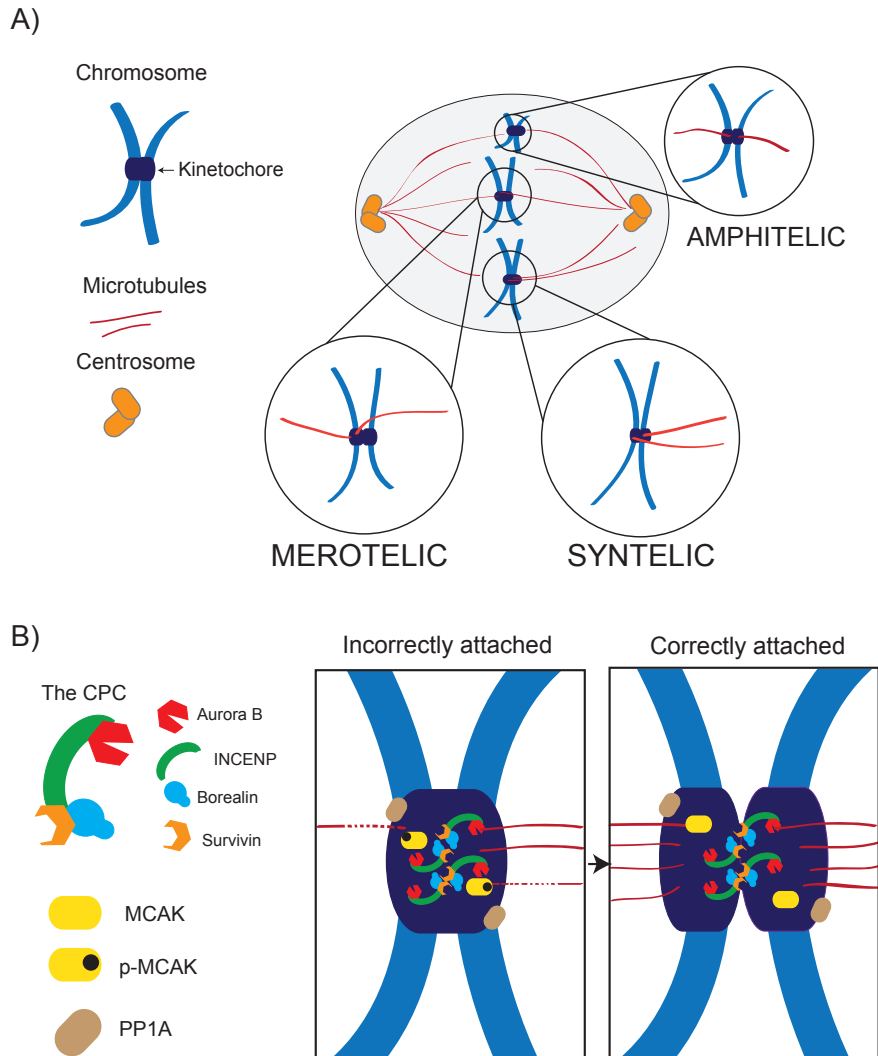 A)
Chromosome
Kinetochore
Microtubules
Centrosome
AMPHITELIC
MEROTELIC
SYNTELIC
B)
Incorrectly attached
Correctly attached
The CPC
Aurora B
INCENP
Borealin
Survivin
MCAK
p-MCAK
PP1A